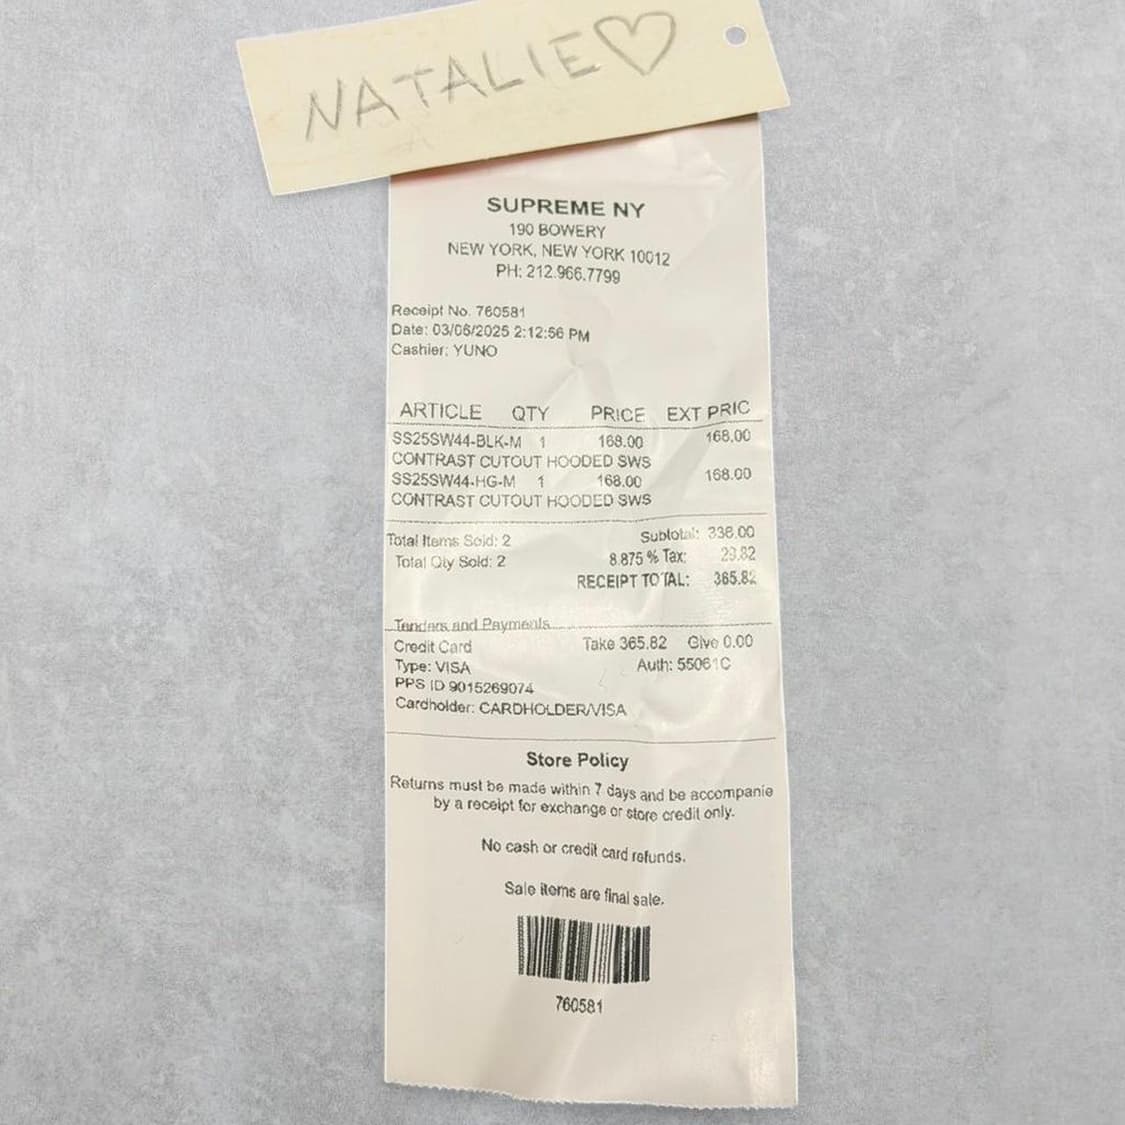 NATALIE♡
SUPREME NY
190 BOWERY
NEW YORK, NEW YORK 10012
PH: 212.966.7799
Receipt No. 760581
Date: 03/06/2025 2:12:56 PM
Cashier: YUNO
ARTICLE QTY PRICE EXT PRIC
SS25SW44-BLK-M 1 168.00 168.00
CONTRAST CUTOUT HOODED SWS
SS25SW44-HG-M 1 168.00 168.00
CONTRAST CUTOUT HOODED SWS
Total Items Sold: 2 Subtotal: 336.00
Total Qty Sold: 2 8.875 % Tax: 29.82
RECEIPT TOTAL: 365.82
Tenders and Payments
Credit Card Take 365.82 Give 0.00
Type: VISA Auth: 55061C
PPS ID 9015269074
Cardholder: CARDHOLDER/VISA
Store Policy
Returns must be made within 7 days and be accompanie
by a receipt for exchange or store credit only.
No cash or credit card refunds.
Sale items are final sale.
760581